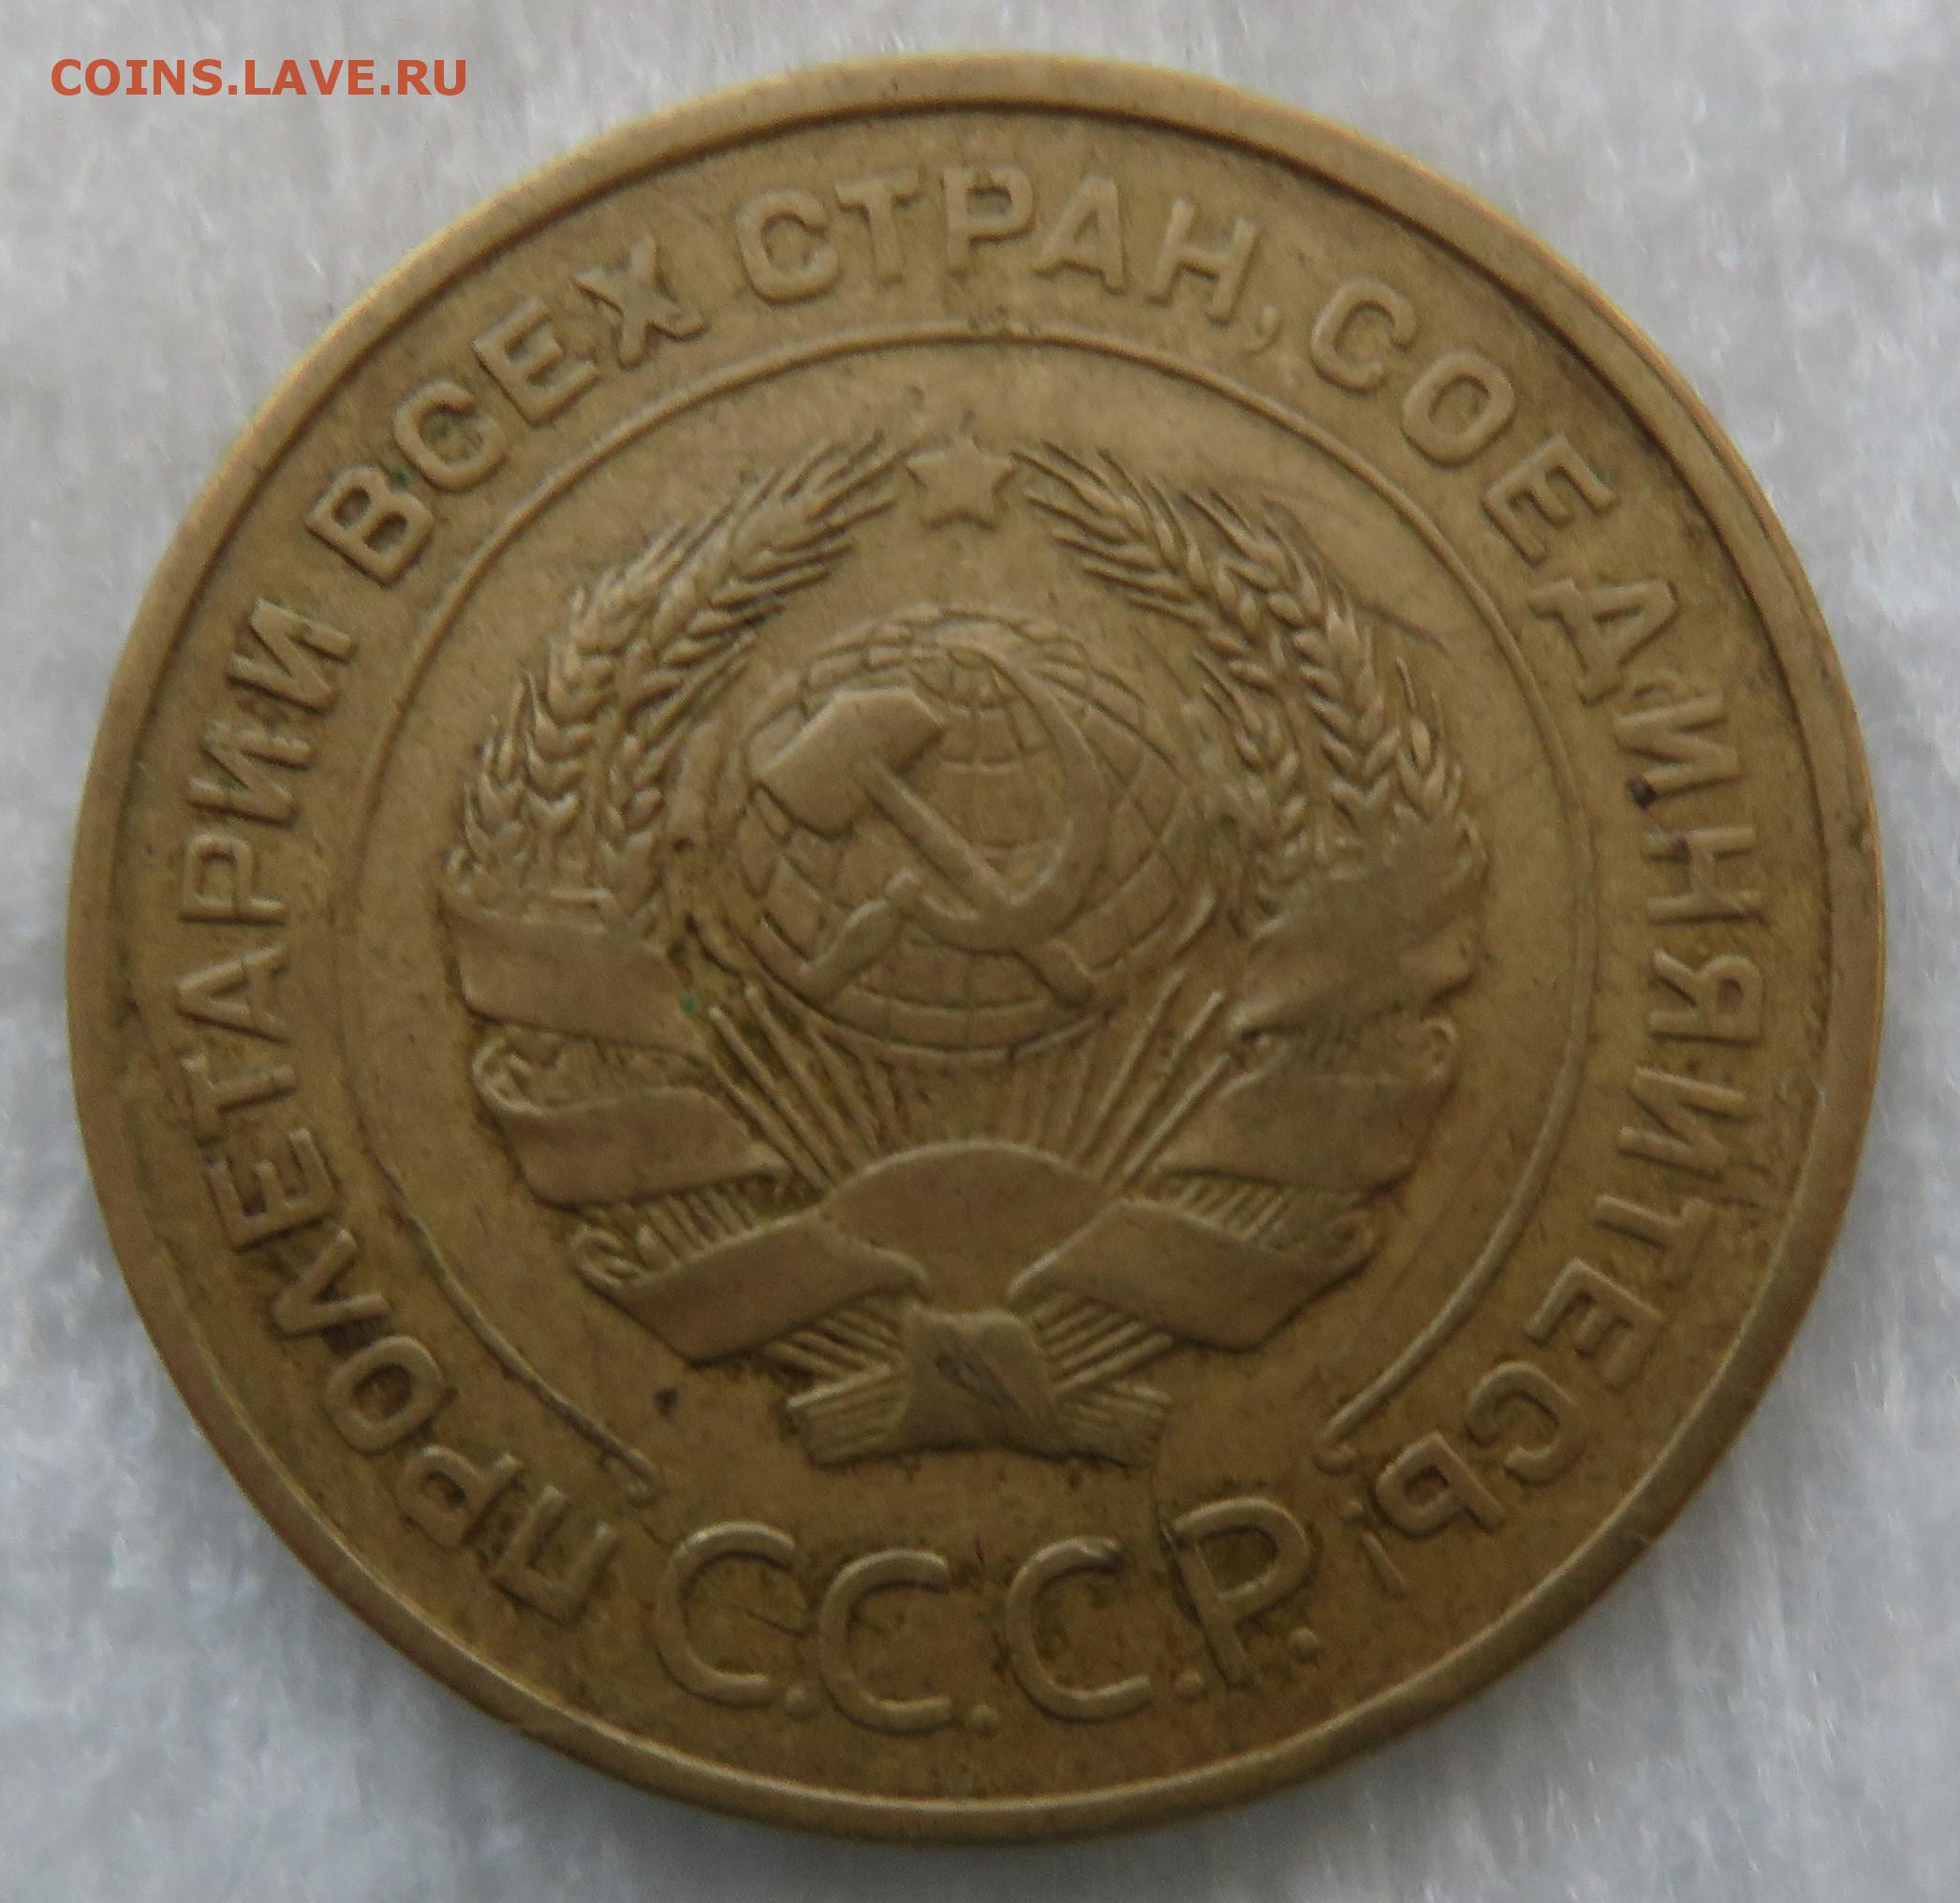 COINS.LAVE.RU
ПРОЛЕТАРИИ ВСЕХ СТРАН, СОЕДИНЯЙТЕСЬ!
С.С.С.Р.